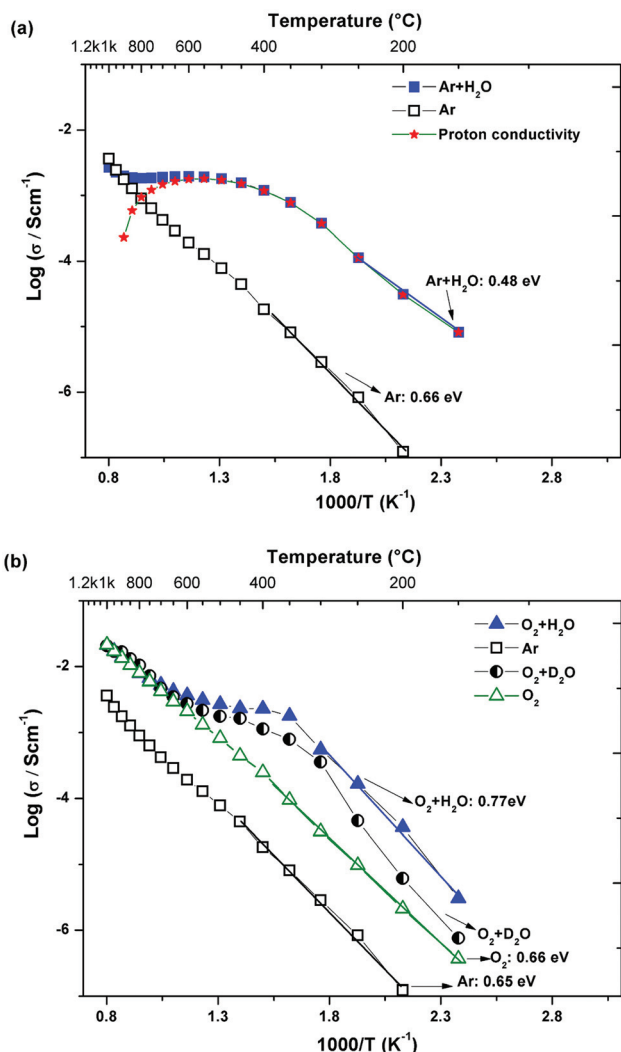 (a)
Temperature (°C)
1.2k1k 800 600 400 200
Ar+H₂O
Ar
Proton conductivity
-2
-4
-6
Log (σ / Scm⁻¹)
Ar+H₂O: 0.48 eV
Ar: 0.66 eV
0.8 1.3 1.8 2.3 2.8
1000/T (K⁻¹)
(b)
Temperature (°C)
1.2k1k 800 600 400 200
O₂+H₂O
Ar
O₂+D₂O
O₂
-2
-4
-6
Log (σ / Scm⁻¹)
O₂+H₂O: 0.77eV
O₂+D₂O
O₂: 0.66 eV
Ar: 0.65 eV
0.8 1.3 1.8 2.3 2.8
1000/T (K⁻¹)